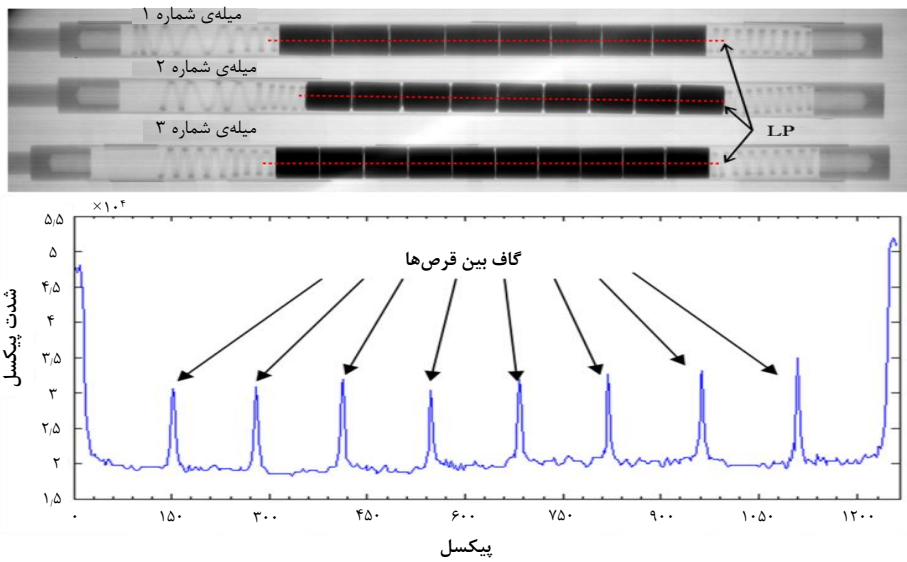 میله‌ی شماره ۱
میله‌ی شماره ۲
میله‌ی شماره ۳
LP
×۱۰^۴
۵٫۵
۵
۴٫۵
۴
۳٫۵
۳
۲٫۵
۲
۱٫۵
شدت پیکسل
گاف بین قرص‌ها
۰ ۱۵۰ ۳۰۰ ۴۵۰ ۶۰۰ ۷۵۰ ۹۰۰ ۱۰۵۰ ۱۲۰۰
پیکسل